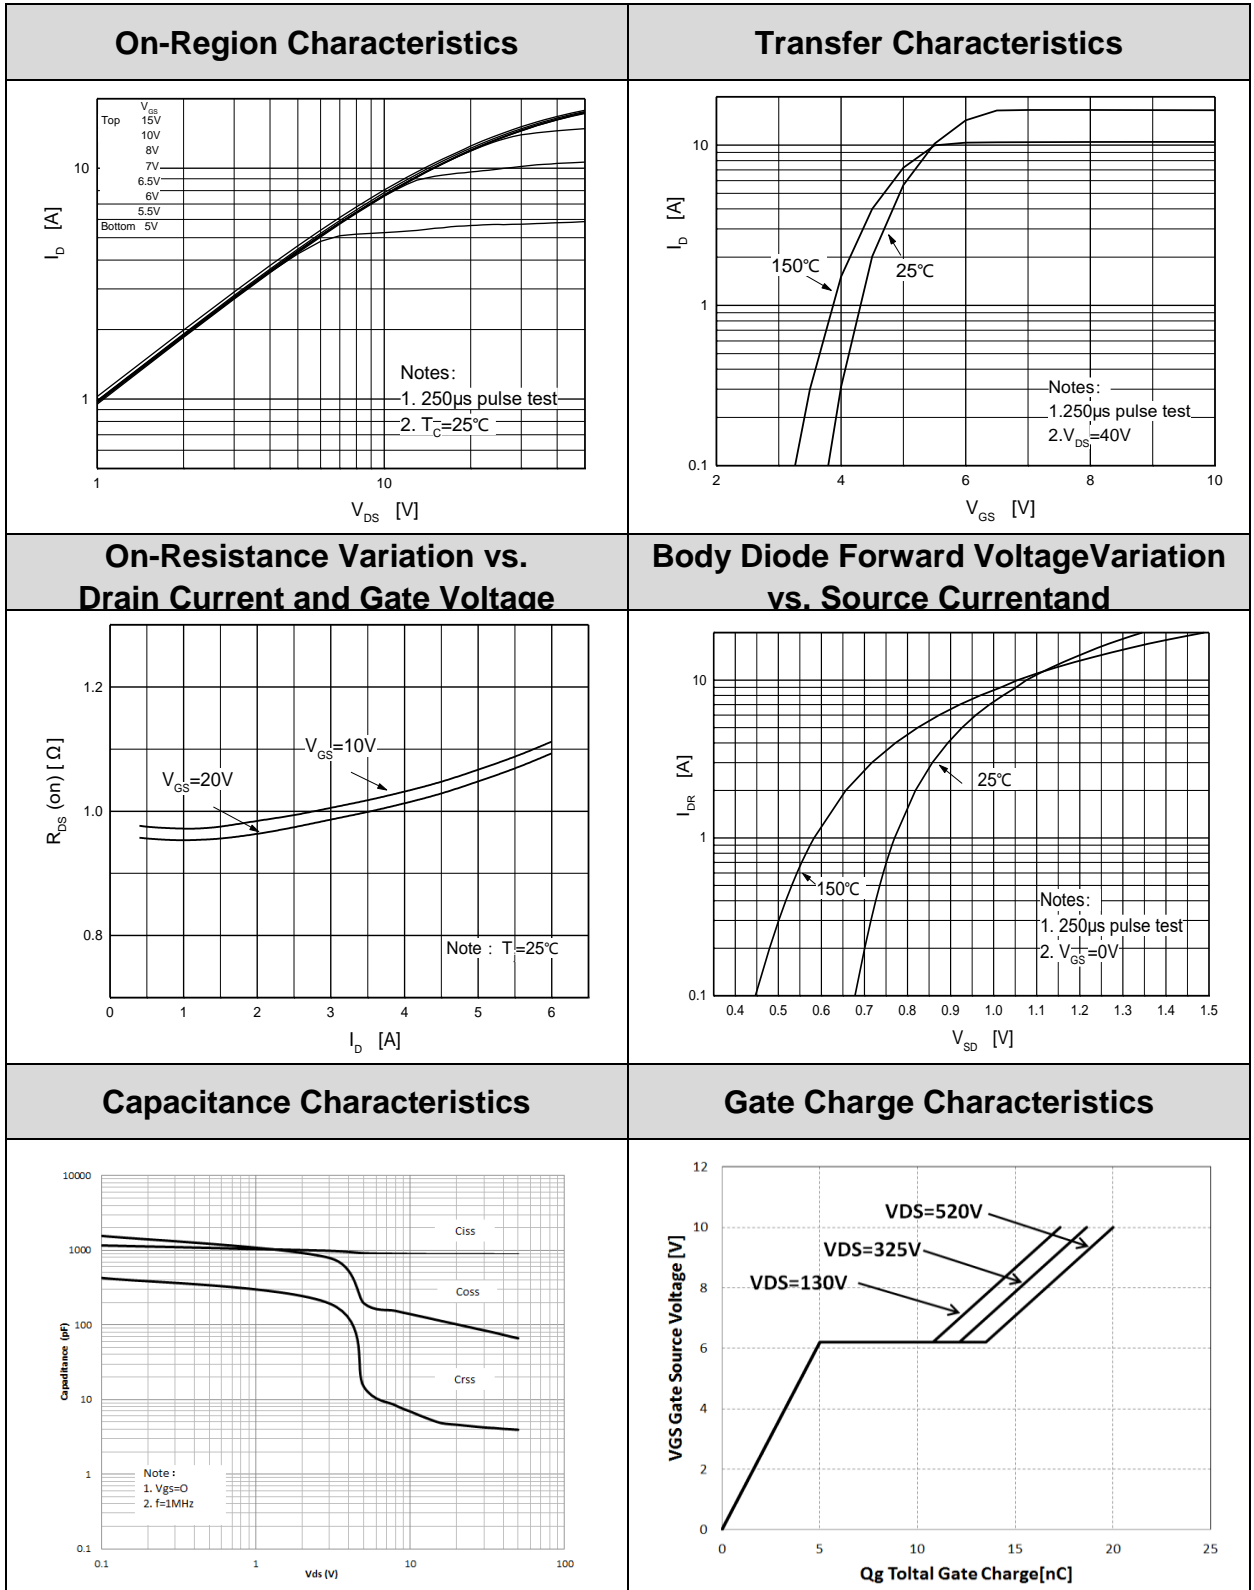 On-Region Characteristics
Transfer Characteristics
VGS
Top 15V
10V
8V
7V
6.5V
6V
5.5V
Bottom 5V
10
1
ID [A]
Notes:
1. 250μs pulse test
2. TC=25℃
1 10
VDS [V]
10
1
0.1
ID [A]
150℃
25℃
Notes:
1.250μs pulse test
2.VDS=40V
2 4 6 8 10
VGS [V]
On-Resistance Variation vs.
Drain Current and Gate Voltage
Body Diode Forward VoltageVariation
vs. Source Currentand
1.2
1.0
0.8
RDS (on) [ Ω]
VGS=10V
VGS=20V
Note : Tj=25℃
0 1 2 3 4 5 6
ID [A]
10
1
0.1
IDR [A]
25℃
150℃
Notes:
1. 250μs pulse test
2. VGS=0V
0.4 0.5 0.6 0.7 0.8 0.9 1.0 1.1 1.2 1.3 1.4 1.5
VSD [V]
Capacitance Characteristics
Gate Charge Characteristics
10000
1000
100
10
1
0.1
Capaditance (pF)
Ciss
Coss
Crss
Note :
1. Vgs=O
2. f=1MHz
0.1 1 10 100
Vds (V)
12
10
8
6
4
2
0
VGS Gate Source Voltage [V]
VDS=520V
VDS=325V
VDS=130V
0 5 10 15 20 25
Qg Toltal Gate Charge[nC]